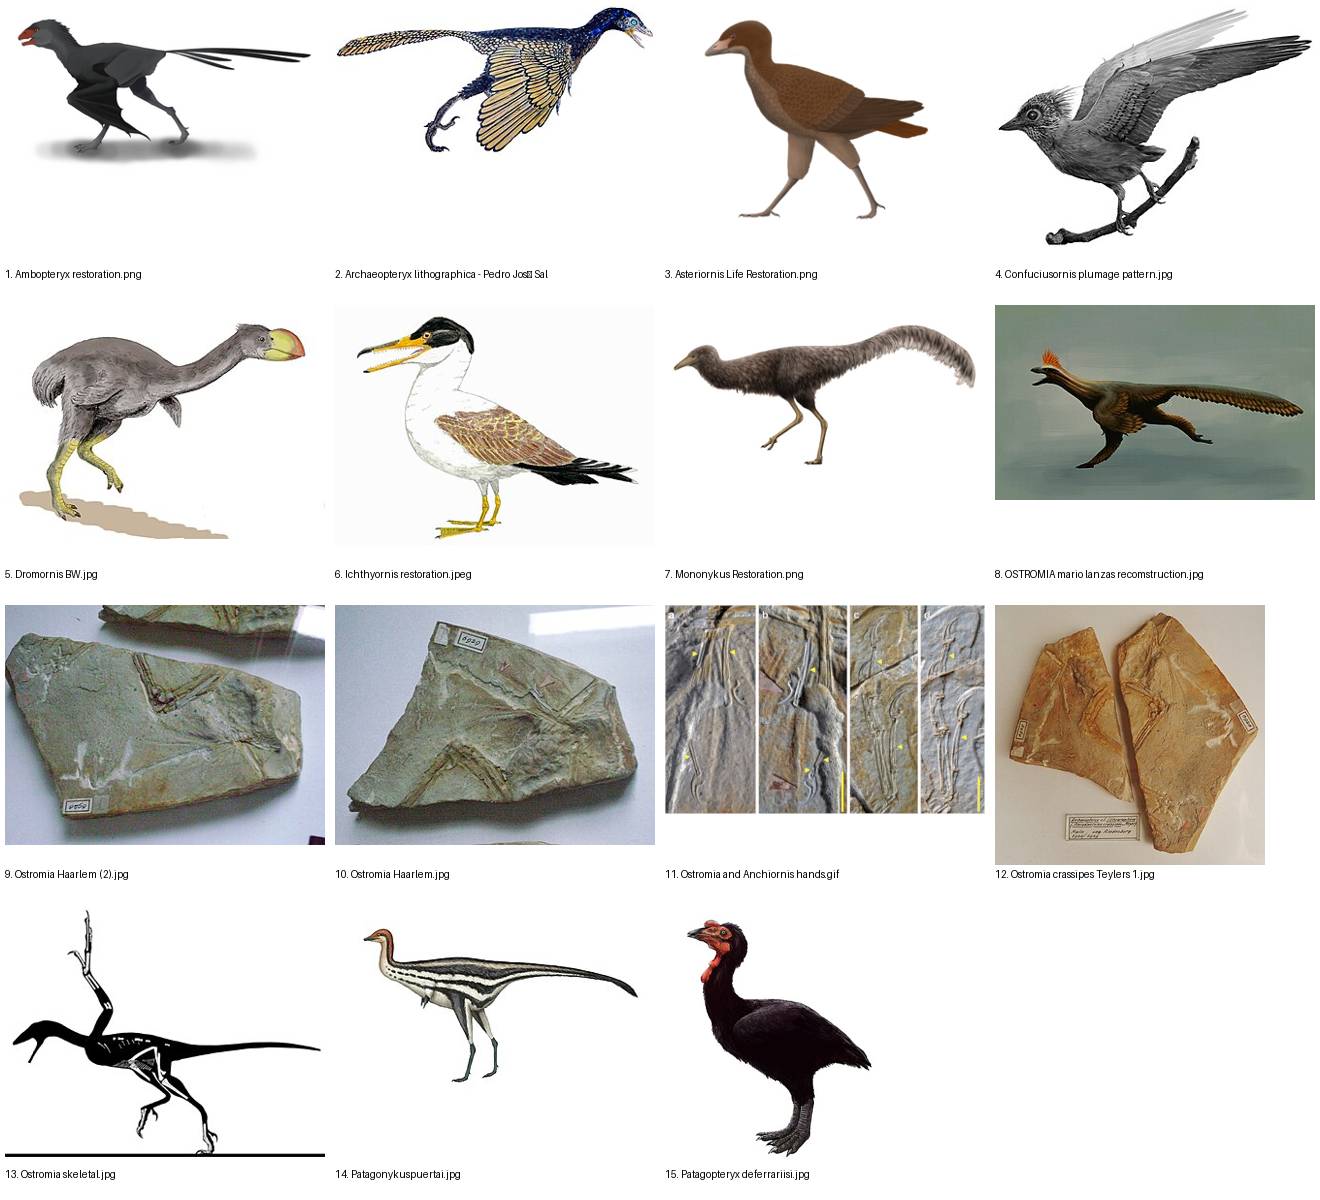 1. Ambopteryx restoration.png
2. Archaeopteryx lithographica - Pedro Jos Sal
3. Asteriornis Life Restoration.png
4. Confuciusornis plumage pattern.jpg
5. Dromornis BW.jpg
6. Ichthyornis restoration.jpeg
7. Mononykus Restoration.png
8. OSTROMIA mario lanzas recomstruction.jpg
a b c d
9. Ostromia Haarlem (2).jpg
10. Ostromia Haarlem.jpg
11. Ostromia and Anchiornis hands.gif
12. Ostromia crassipes Teylers 1.jpg
13. Ostromia skeletal.jpg
14. Patagonykuspuertai.jpg
15. Patagopteryx deferrariisi.jpg